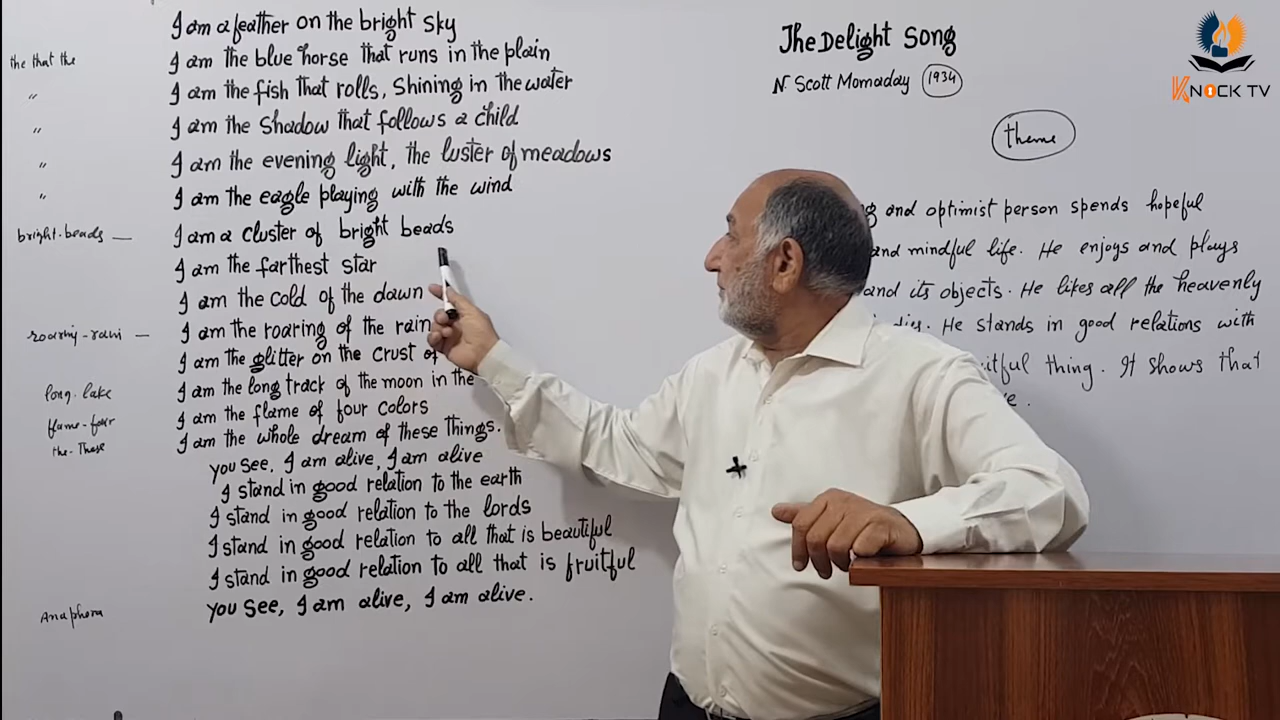 I am a feather on the bright sky
I am the blue horse that runs in the plain
I am the fish that rolls, shining in the water
I am the shadow that follows a child
I am the evening light, the luster of meadows
I am the eagle playing with the wind
I am a cluster of bright beads
I am the farthest star
I am the cold of the dawn
I am the roaring of the rain
I am the glitter on the crust of
I am the long track of the moon in the
I am the flame of four colors
I am the whole dream of these things.
you see, I am alive, I am alive
I stand in good relation to the earth
I stand in good relation to the lords
I stand in good relation to all that is beautiful
I stand in good relation to all that is fruitful
you see, I am alive, I am alive.
the that the
"
"
"
"
bright-beads —
roaring-rain —
long-lake
flame-four
the-these
Anaphora
The Delight Song
N. Scott Momaday 1934
theme
and optimist person spends hopeful
and mindful life. He enjoys and plays
and its objects. He likes all the heavenly
He stands in good relations with
thing. It shows that
KNOCK TV